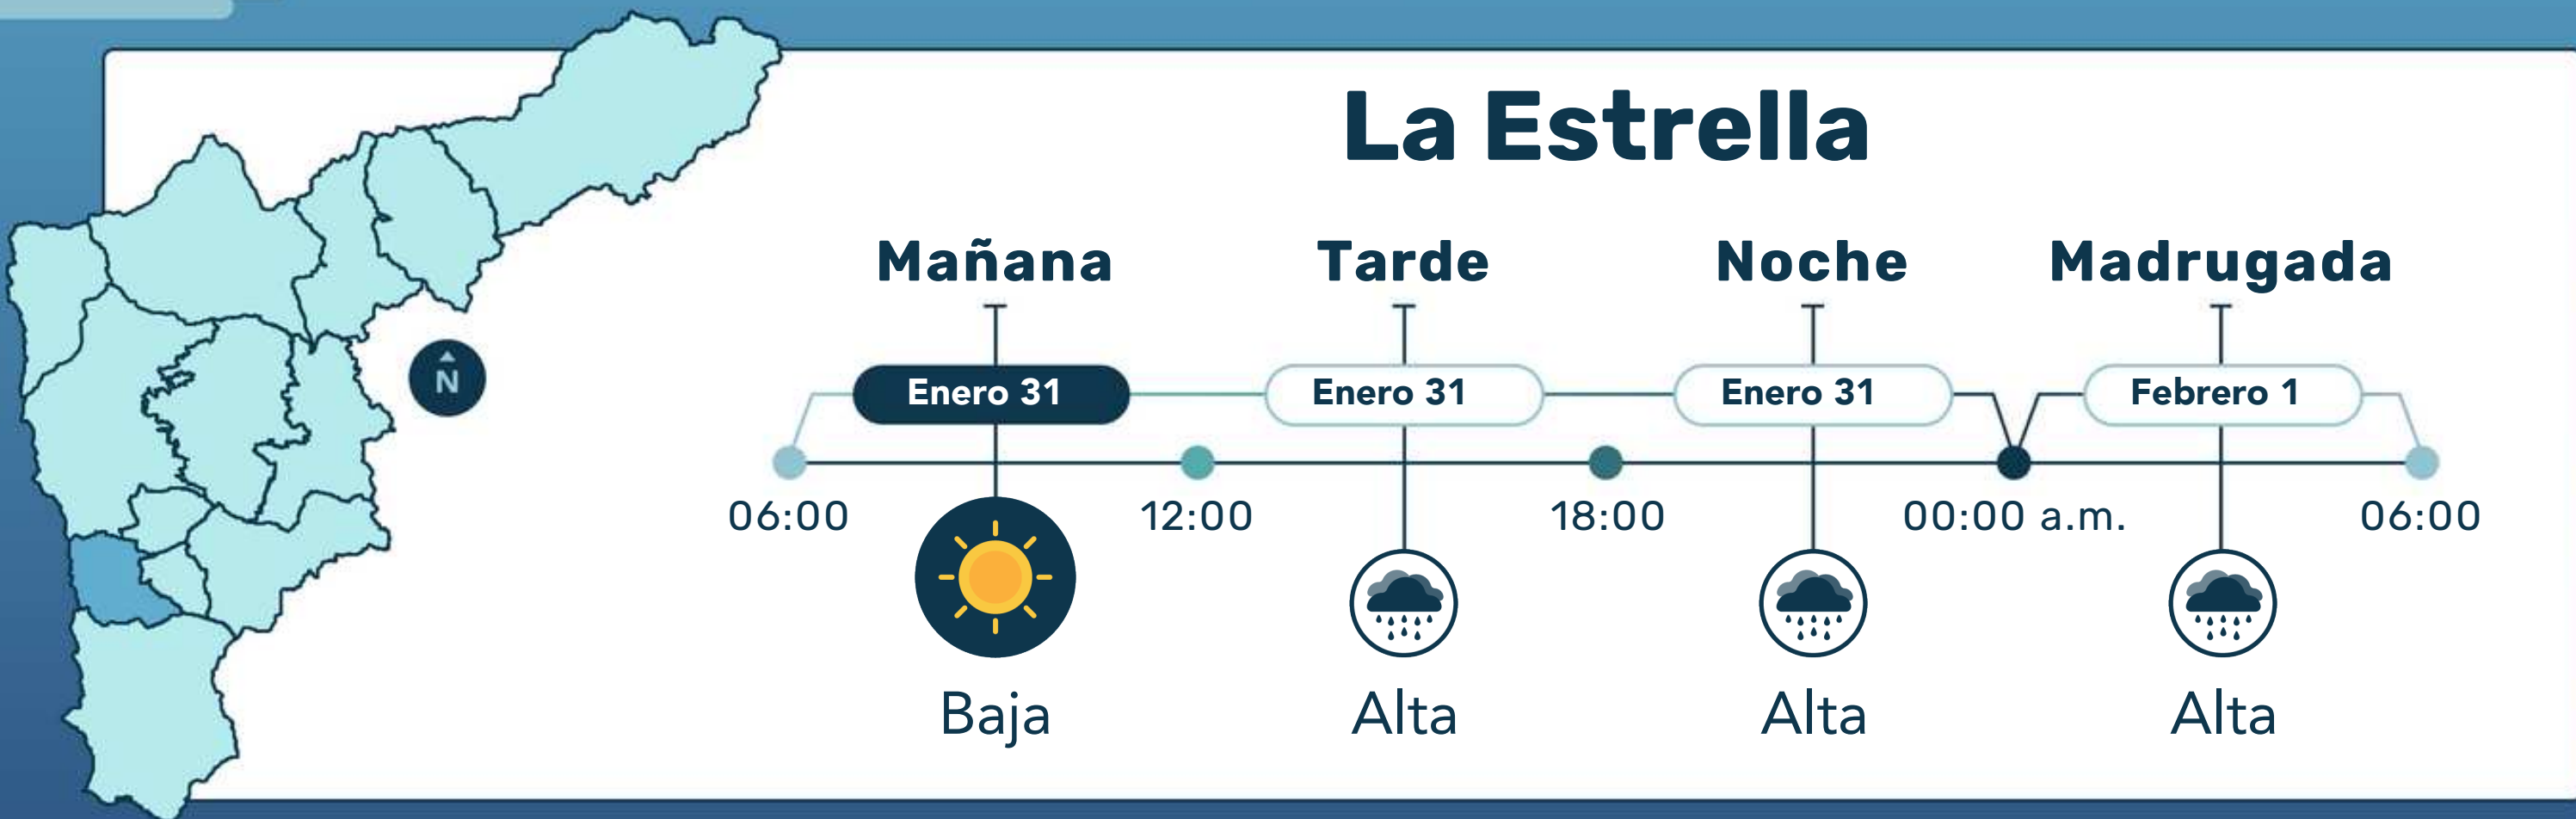 La Estrella
Mañana
Tarde
Noche
Madrugada
Enero 31
Enero 31
Enero 31
Febrero 1
N
06:00
12:00
18:00
00:00 a.m.
06:00
Baja
Alta
Alta
Alta